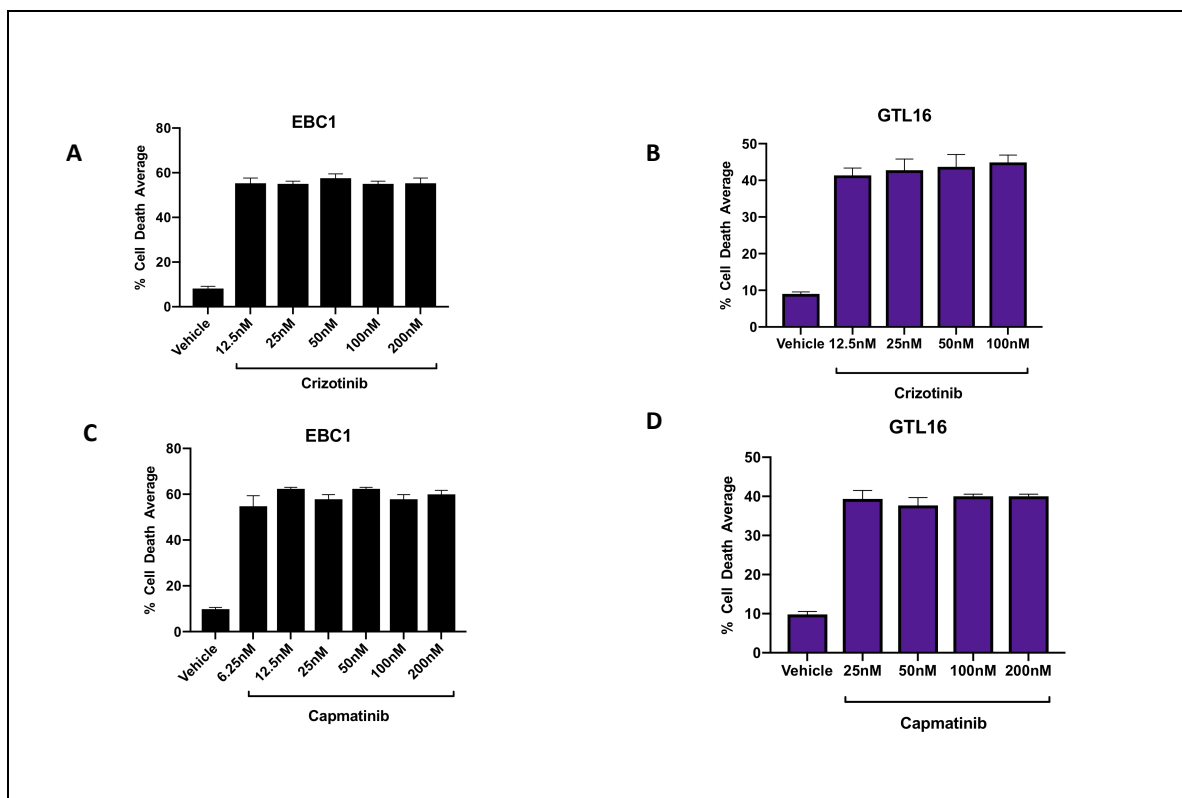 A
EBC1
% Cell Death Average
80
60
40
20
0
Vehicle
12.5nM
25nM
50nM
100nM
200nM
Crizotinib
B
GTL16
% Cell Death Average
50
40
30
20
10
0
Vehicle
12.5nM
25nM
50nM
100nM
Crizotinib
C
EBC1
% Cell Death Average
80
60
40
20
0
Vehicle
6.25nM
12.5nM
25nM
50nM
100nM
200nM
Capmatinib
D
GTL16
% Cell Death Average
50
40
30
20
10
0
Vehicle
25nM
50nM
100nM
200nM
Capmatinib